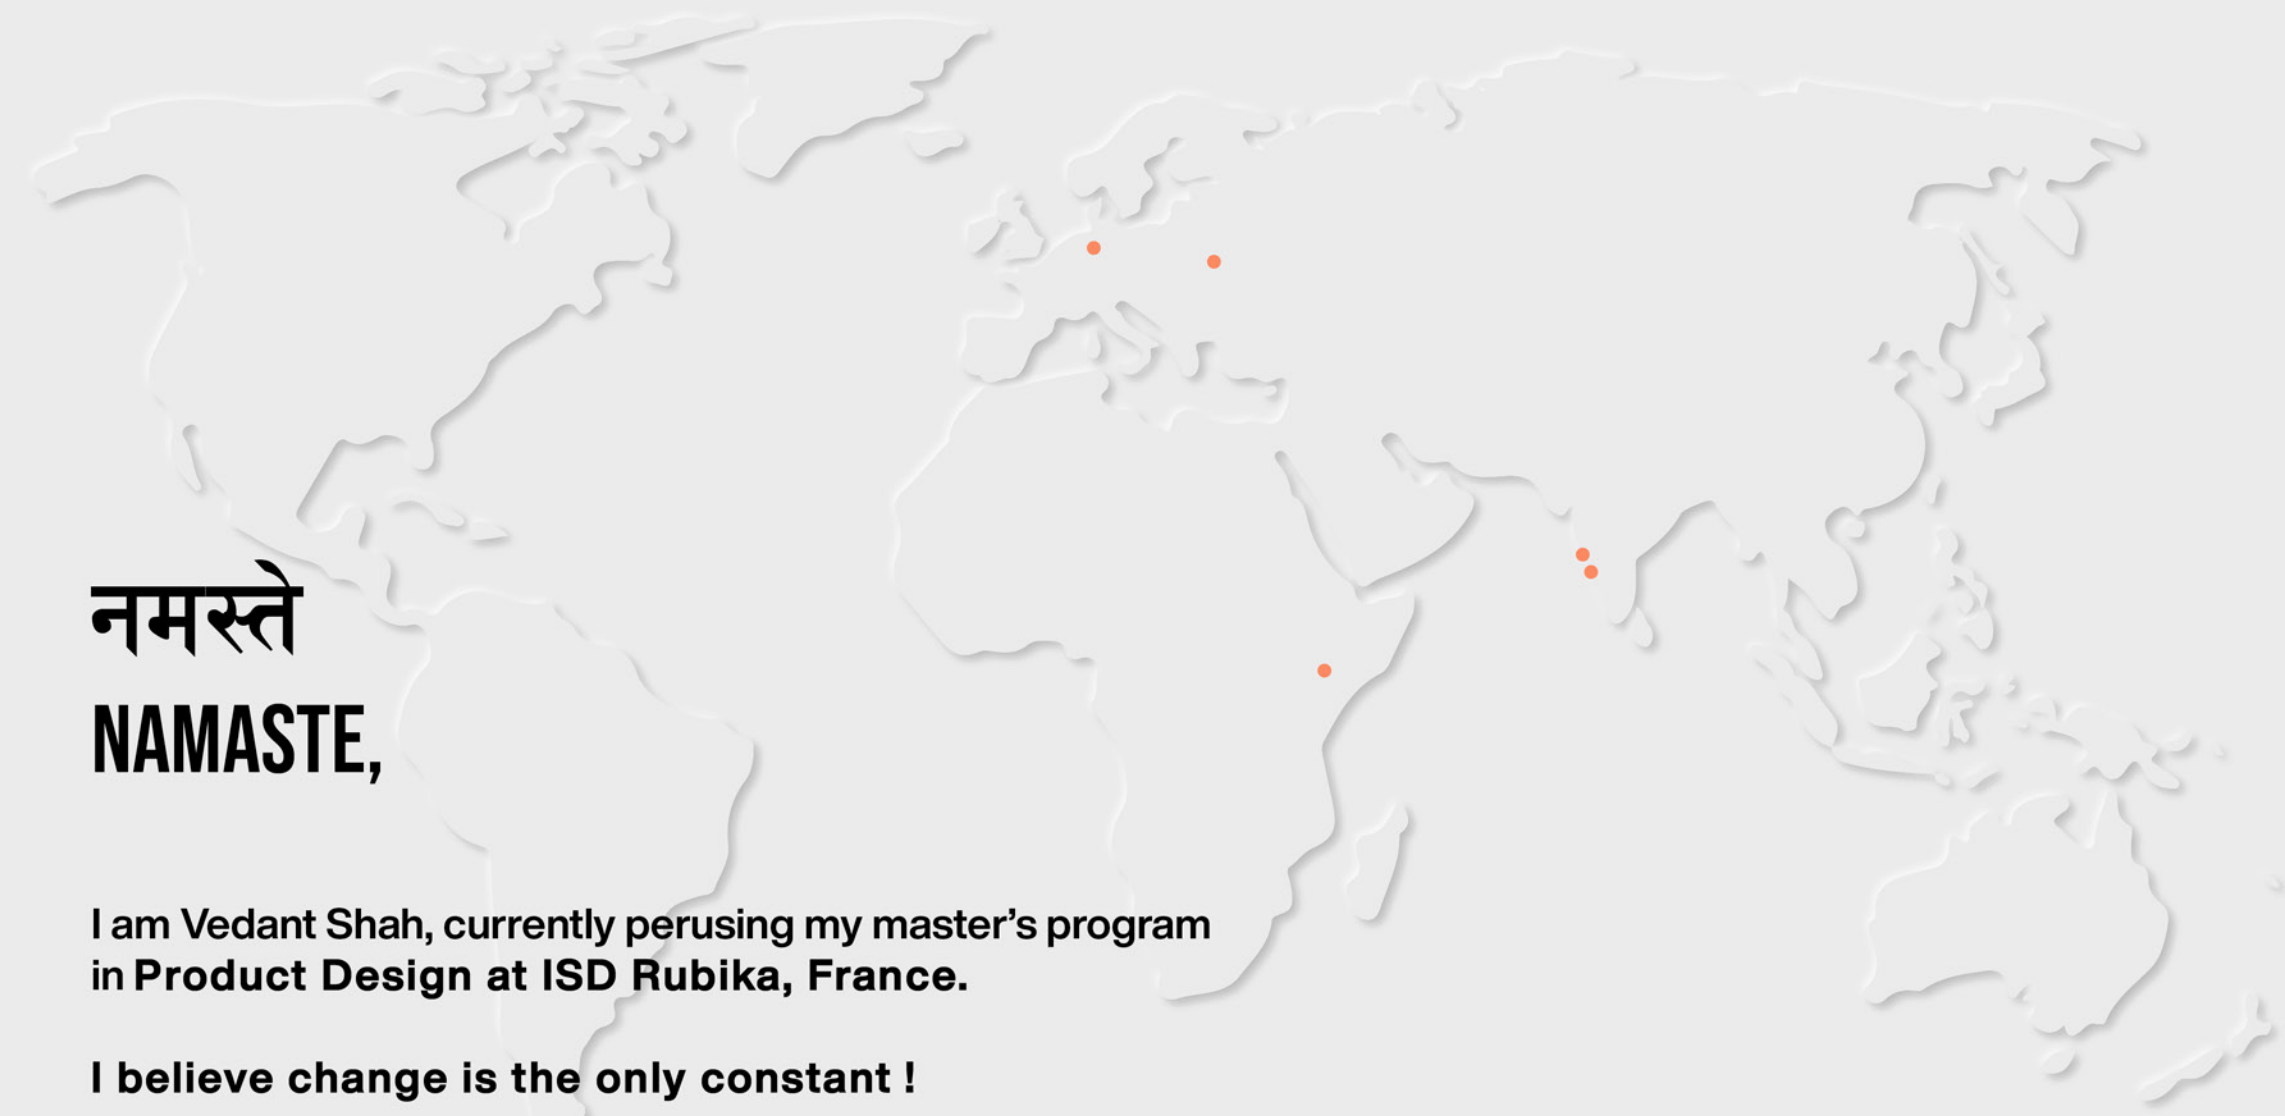 नमस्ते
NAMASTE,
I am Vedant Shah, currently perusing my master’s program
in Product Design at ISD Rubika, France.
I believe change is the only constant !